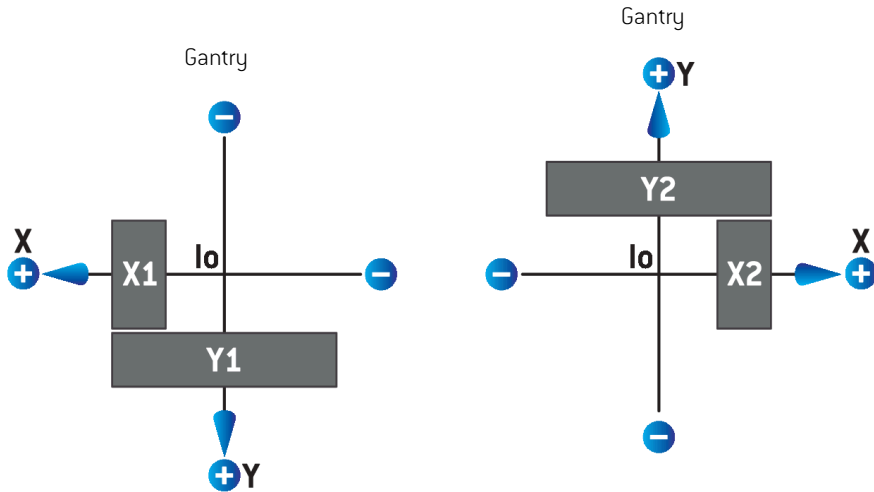 Gantry
−
X
+
X1
Io
−
Y1
+
Y
Gantry
+
Y
Y2
−
Io
X2
X
+
−